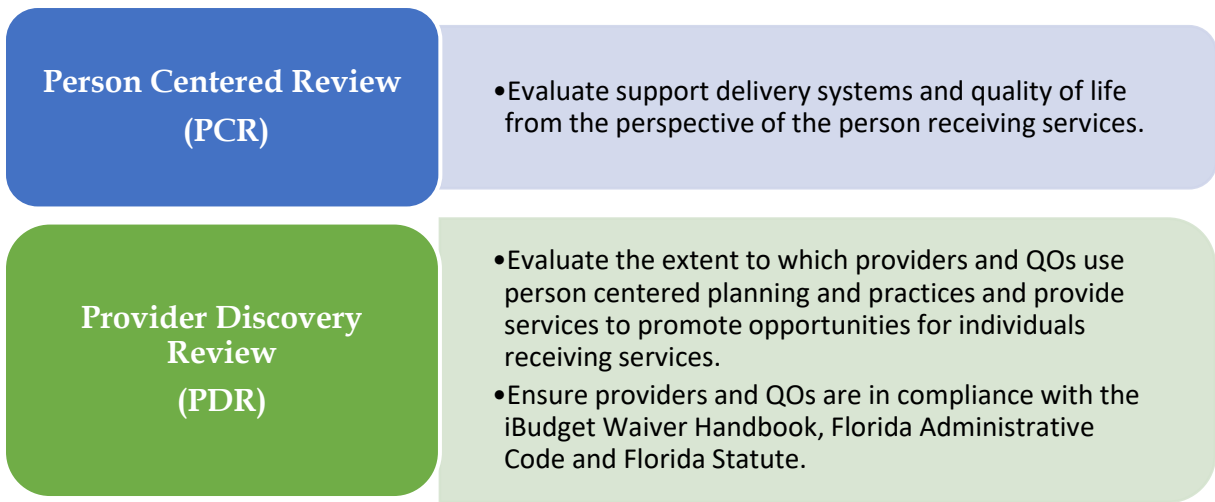 Person Centered Review
(PCR)
•Evaluate support delivery systems and quality of life
from the perspective of the person receiving services.
Provider Discovery
Review
(PDR)
•Evaluate the extent to which providers and QOs use
person centered planning and practices and provide
services to promote opportunities for individuals
receiving services.
•Ensure providers and QOs are in compliance with the
iBudget Waiver Handbook, Florida Administrative
Code and Florida Statute.